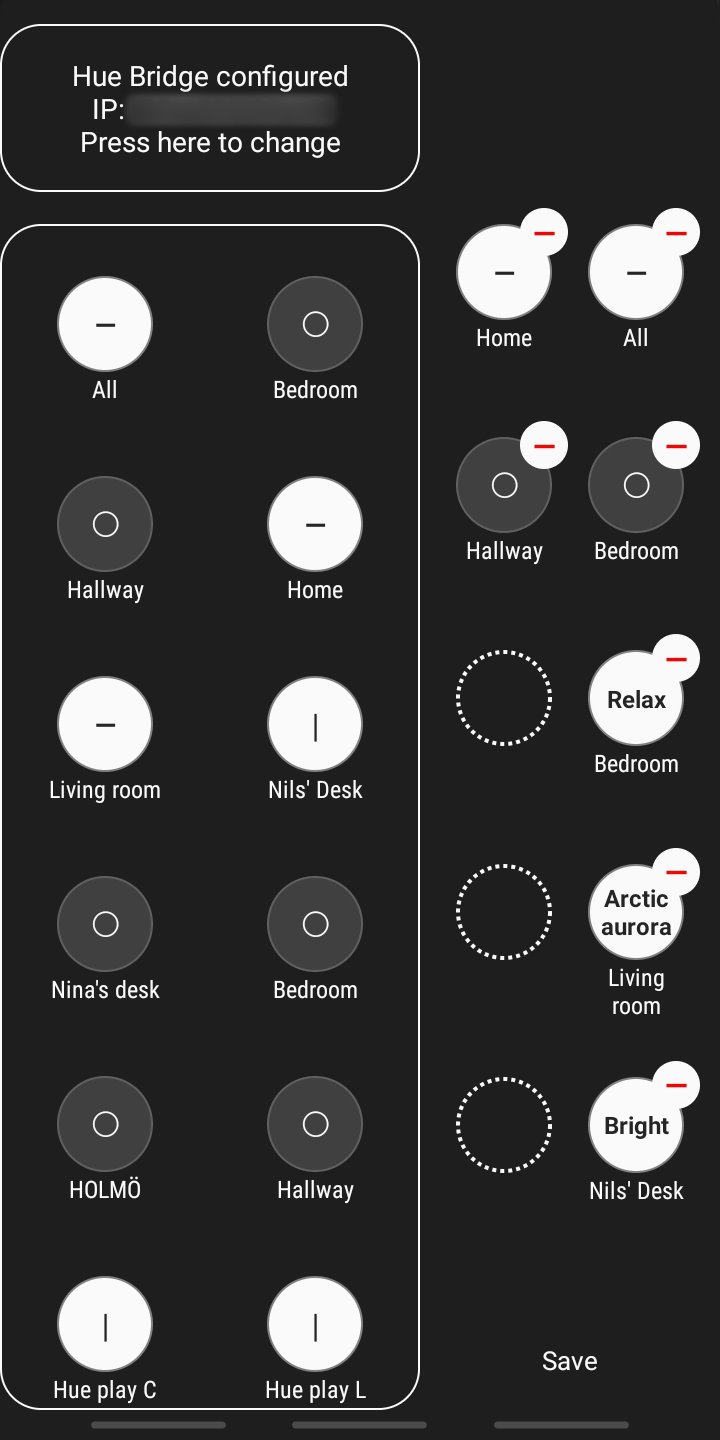 Hue Bridge configured
IP:
Press here to change
All
Bedroom
Hallway
Home
Living room
Nils' Desk
Nina's desk
Bedroom
HOLMÖ
Hallway
Hue play C
Hue play L
Home
All
Hallway
Bedroom
Relax
Bedroom
Arctic
aurora
Living
room
Bright
Nils' Desk
Save